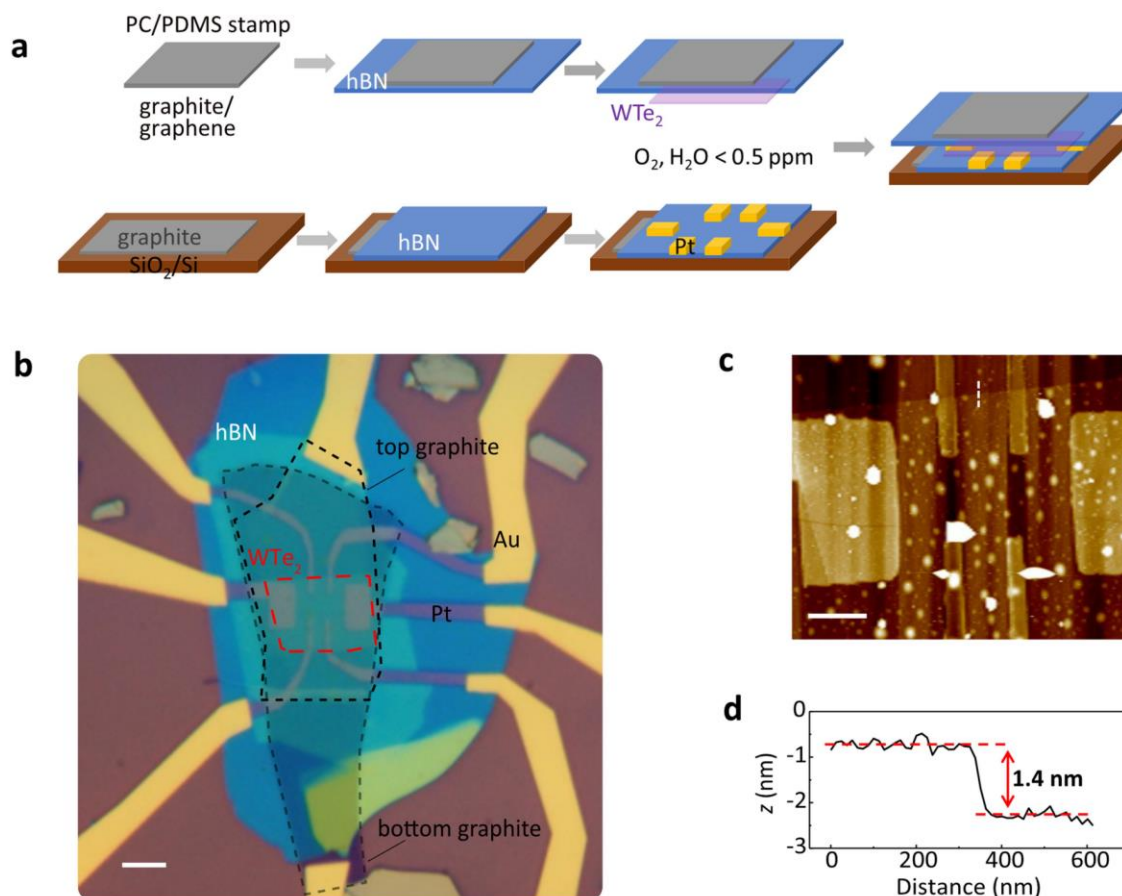 a
PC/PDMS stamp
graphite/
graphene
hBN
WTe₂
O₂, H₂O < 0.5 ppm
graphite
SiO₂/Si
hBN
Pt
b
hBN
top graphite
Au
WTe₂
Pt
bottom graphite
c
d
0
-1
-2
-3
z (nm)
1.4 nm
0 200 400 600
Distance (nm)